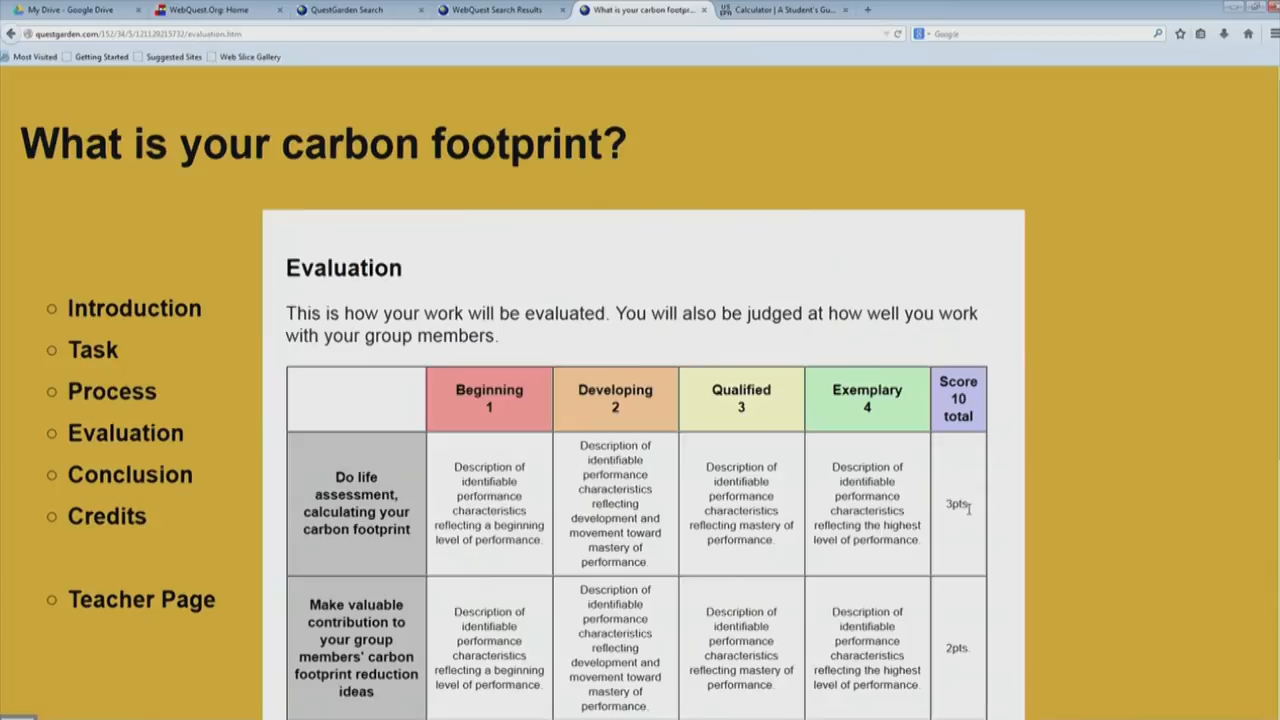 My Drive - Google Drive
WebQuest.Org: Home
QuestGarden Search
WebQuest Search Results
What is your carbon footpr...
Calculator | A Student's Gu...
questgarden.com/152/34/5/121120215732/evaluation.htm
Google
Most Visited
Getting Started
Suggested Sites
Web Slice Gallery
What is your carbon footprint?
Introduction
Task
Process
Evaluation
Conclusion
Credits
Teacher Page
Evaluation
This is how your work will be evaluated. You will also be judged at how well you work
with your group members.
Beginning
1
Developing
2
Qualified
3
Exemplary
4
Score
10
total
Do life
assessment,
calculating your
carbon footprint
Description of
identifiable
performance
characteristics
reflecting a beginning
level of performance.
Description of
identifiable
performance
characteristics
reflecting
development and
movement toward
mastery of
performance.
Description of
identifiable
performance
characteristics
reflecting mastery of
performance.
Description of
identifiable
performance
characteristics
reflecting the highest
level of performance.
3pts.
Make valuable
contribution to
your group
members' carbon
footprint reduction
ideas
Description of
identifiable
performance
characteristics
reflecting a beginning
level of performance.
Description of
identifiable
performance
characteristics
reflecting
development and
movement toward
mastery of
performance.
Description of
identifiable
performance
characteristics
reflecting mastery of
performance.
Description of
identifiable
performance
characteristics
reflecting the highest
level of performance.
2pts.